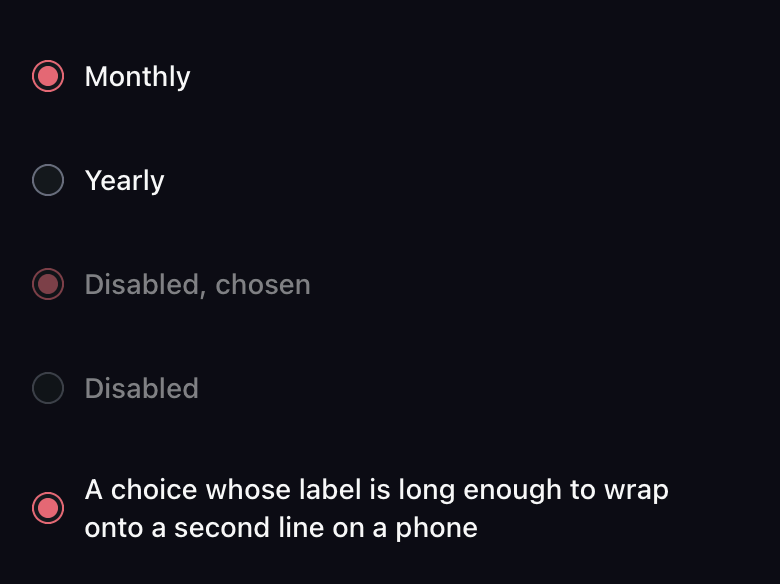 Monthly
Yearly
Disabled, chosen
Disabled
A choice whose label is long enough to wrap
onto a second line on a phone